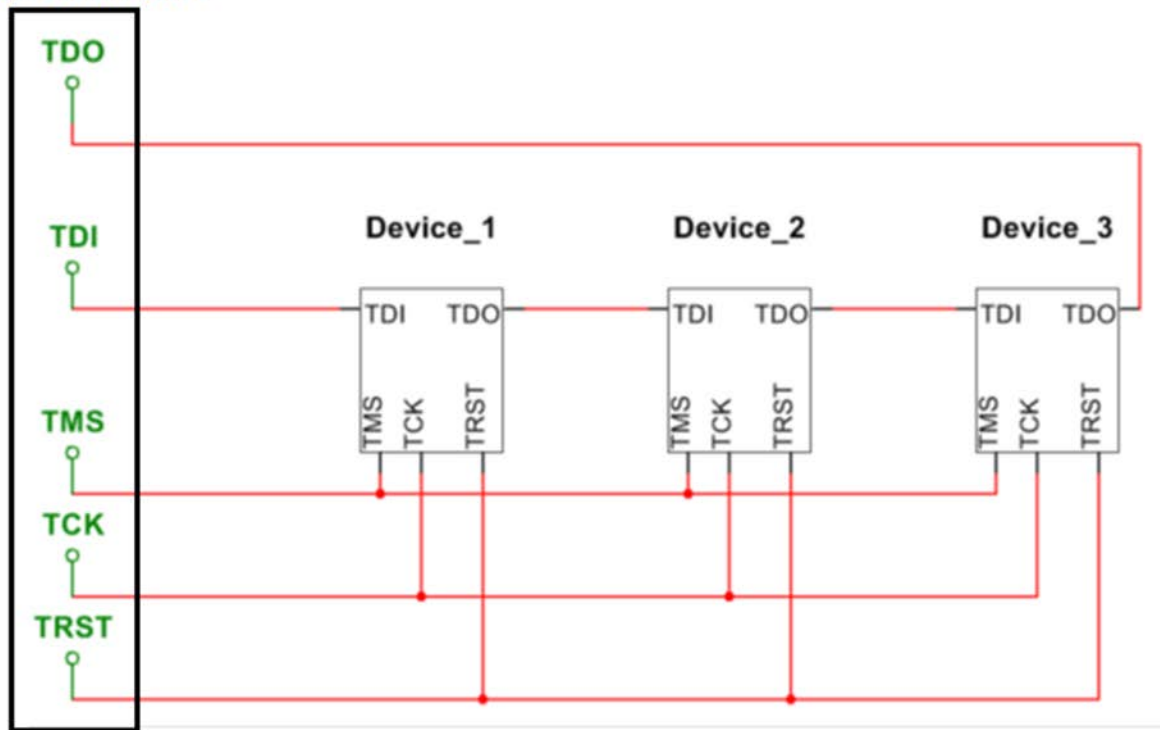 TDO
TDI
TMS
TCK
TRST
Device_1
TDI TDO
TMS TCK TRST
Device_2
TDI TDO
TMS TCK TRST
Device_3
TDI TDO
TMS TCK TRST